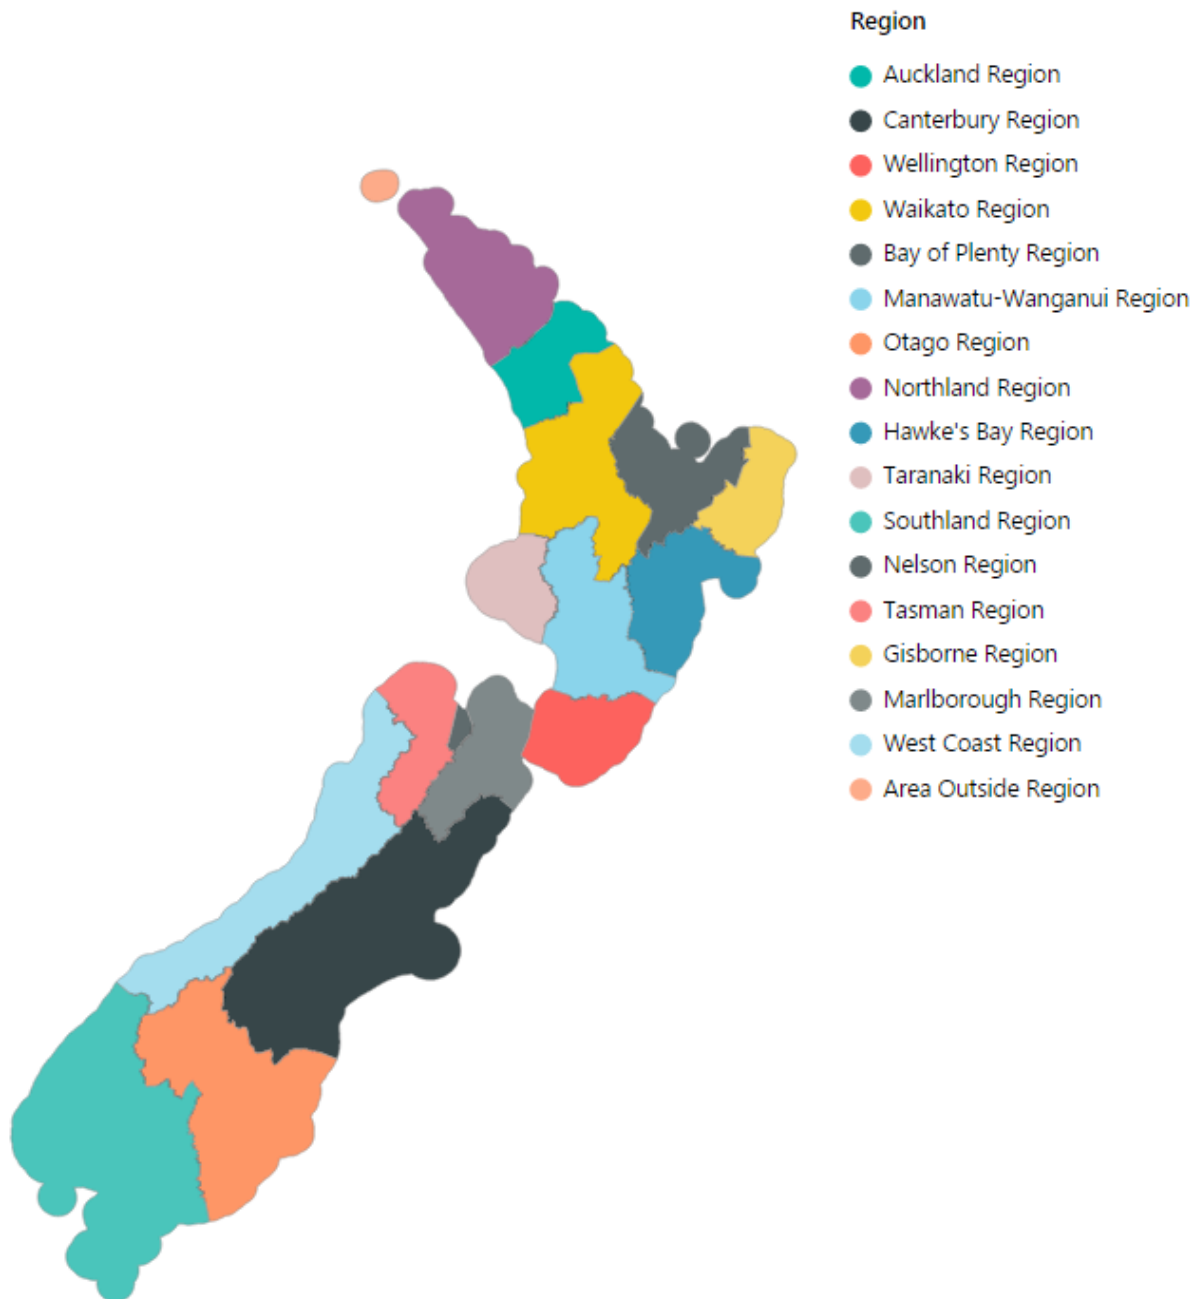 Region
Auckland Region
Canterbury Region
Wellington Region
Waikato Region
Bay of Plenty Region
Manawatu-Wanganui Region
Otago Region
Northland Region
Hawke's Bay Region
Taranaki Region
Southland Region
Nelson Region
Tasman Region
Gisborne Region
Marlborough Region
West Coast Region
Area Outside Region